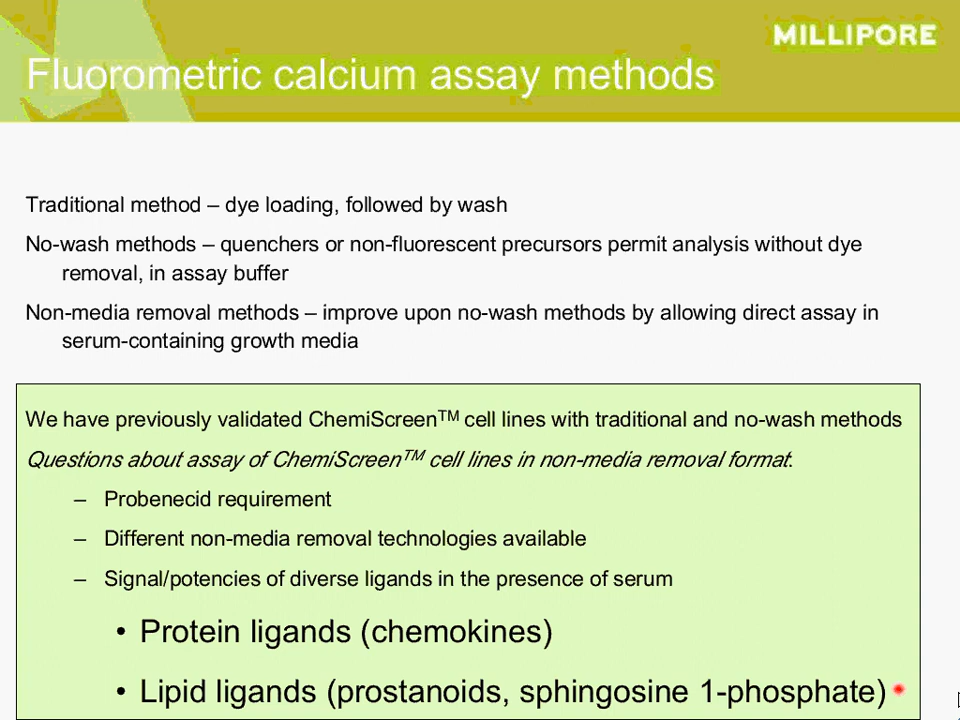 MILLIPORE
Fluorometric calcium assay methods
Traditional method – dye loading, followed by wash
No-wash methods – quenchers or non-fluorescent precursors permit analysis without dye
removal, in assay buffer
Non-media removal methods – improve upon no-wash methods by allowing direct assay in
serum-containing growth media
We have previously validated ChemiScreenTM cell lines with traditional and no-wash methods
Questions about assay of ChemiScreenTM cell lines in non-media removal format:
– Probenecid requirement
– Different non-media removal technologies available
– Signal/potencies of diverse ligands in the presence of serum
• Protein ligands (chemokines)
• Lipid ligands (prostanoids, sphingosine 1-phosphate)